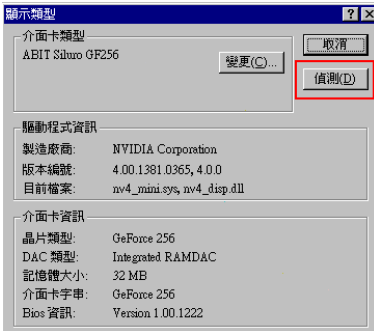 顯示類型
介面卡類型
ABIT Siluro GF256
變更(C)...
取消
偵測(D)
驅動程式資訊
製造廠商: NVIDIA Corporation
版本編號: 4.00.1381.0365, 4.0.0
目前檔案: nv4_mini.sys, nv4_disp.dll
介面卡資訊
晶片類型: GeForce 256
DAC 類型: Integrated RAMDAC
記憶體大小: 32 MB
介面卡字串: GeForce 256
Bios 資訊: Version 1.00.1222